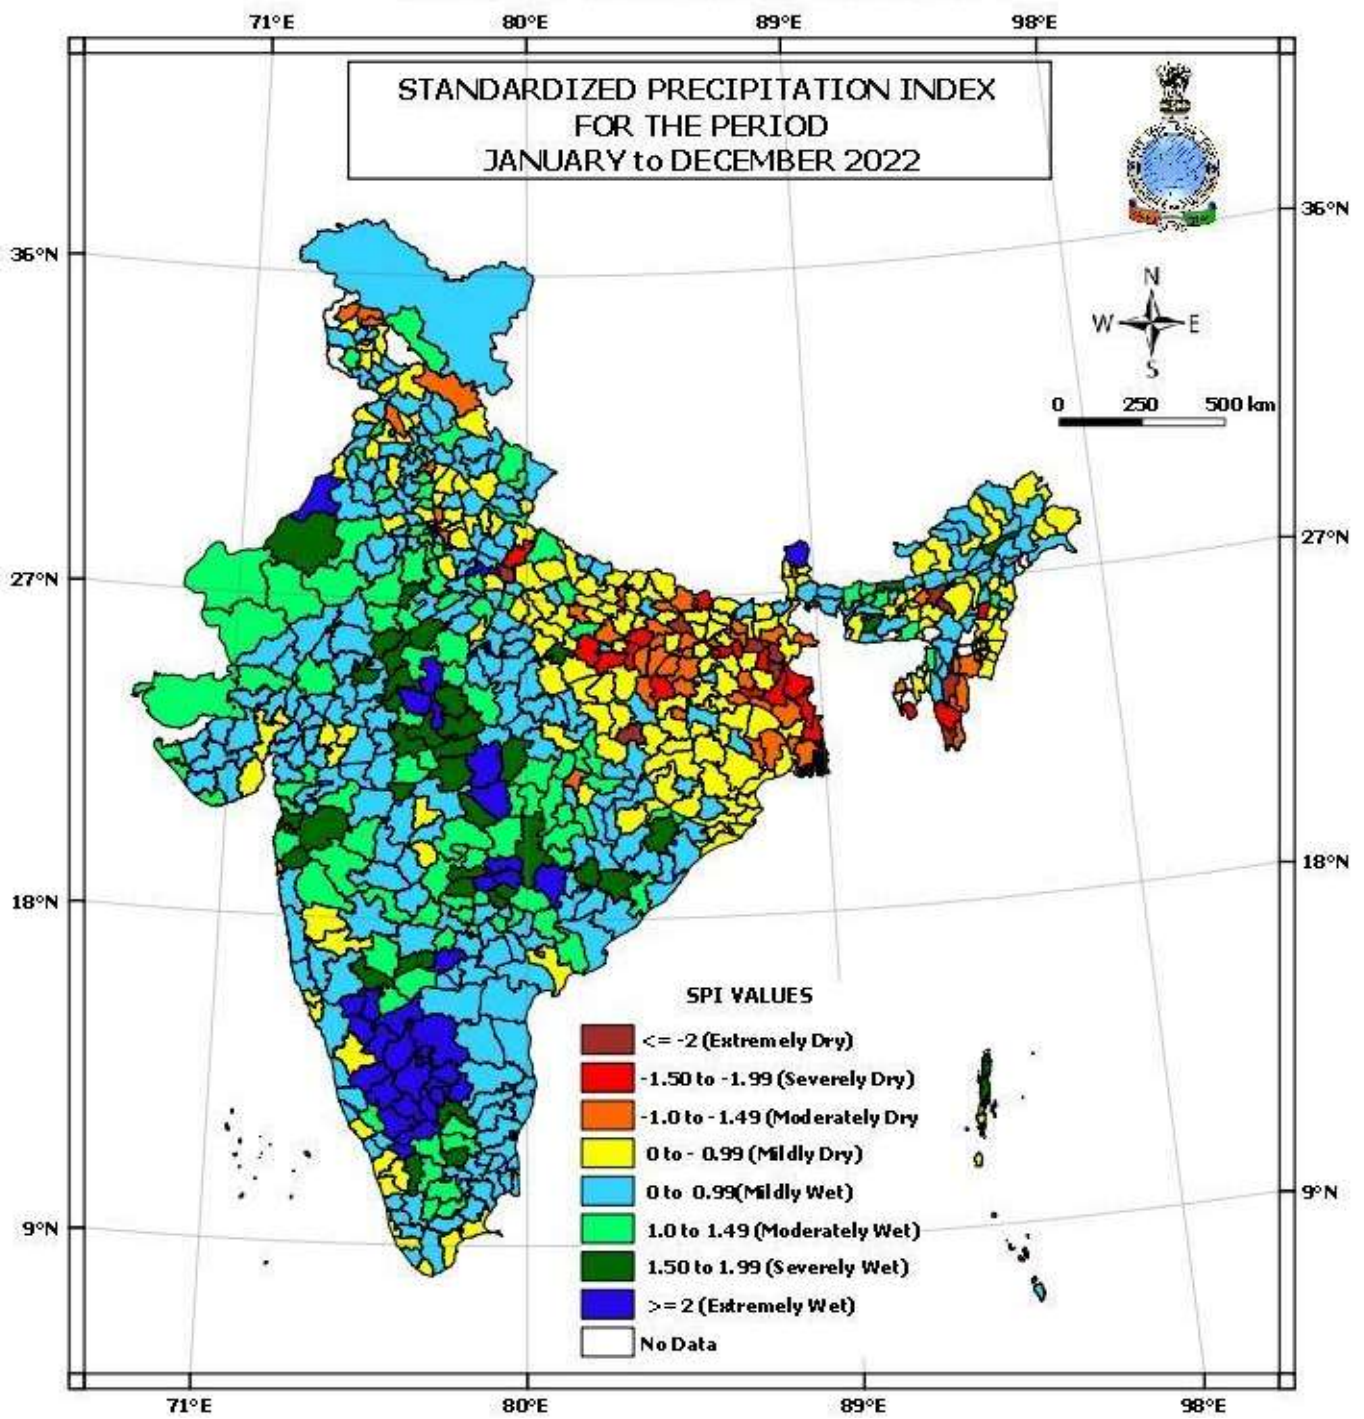 71°E 80°E 89°E 98°E
STANDARDIZED PRECIPITATION INDEX
FOR THE PERIOD
JANUARY to DECEMBER 2022
36°N 36°N
N
W E
S
0 250 500 km
27°N 27°N
18°N 18°N
9°N 9°N
SPI VALUES
<= -2 (Extremely Dry)
-1.50 to -1.99 (Severely Dry)
-1.0 to -1.49 (Moderately Dry
0 to - 0.99 (Mildly Dry)
0 to 0.99(Mildly Wet)
1.0 to 1.49 (Moderately Wet)
1.50 to 1.99 (Severely Wet)
>= 2 (Extremely Wet)
No Data
71°E 80°E 89°E 98°E